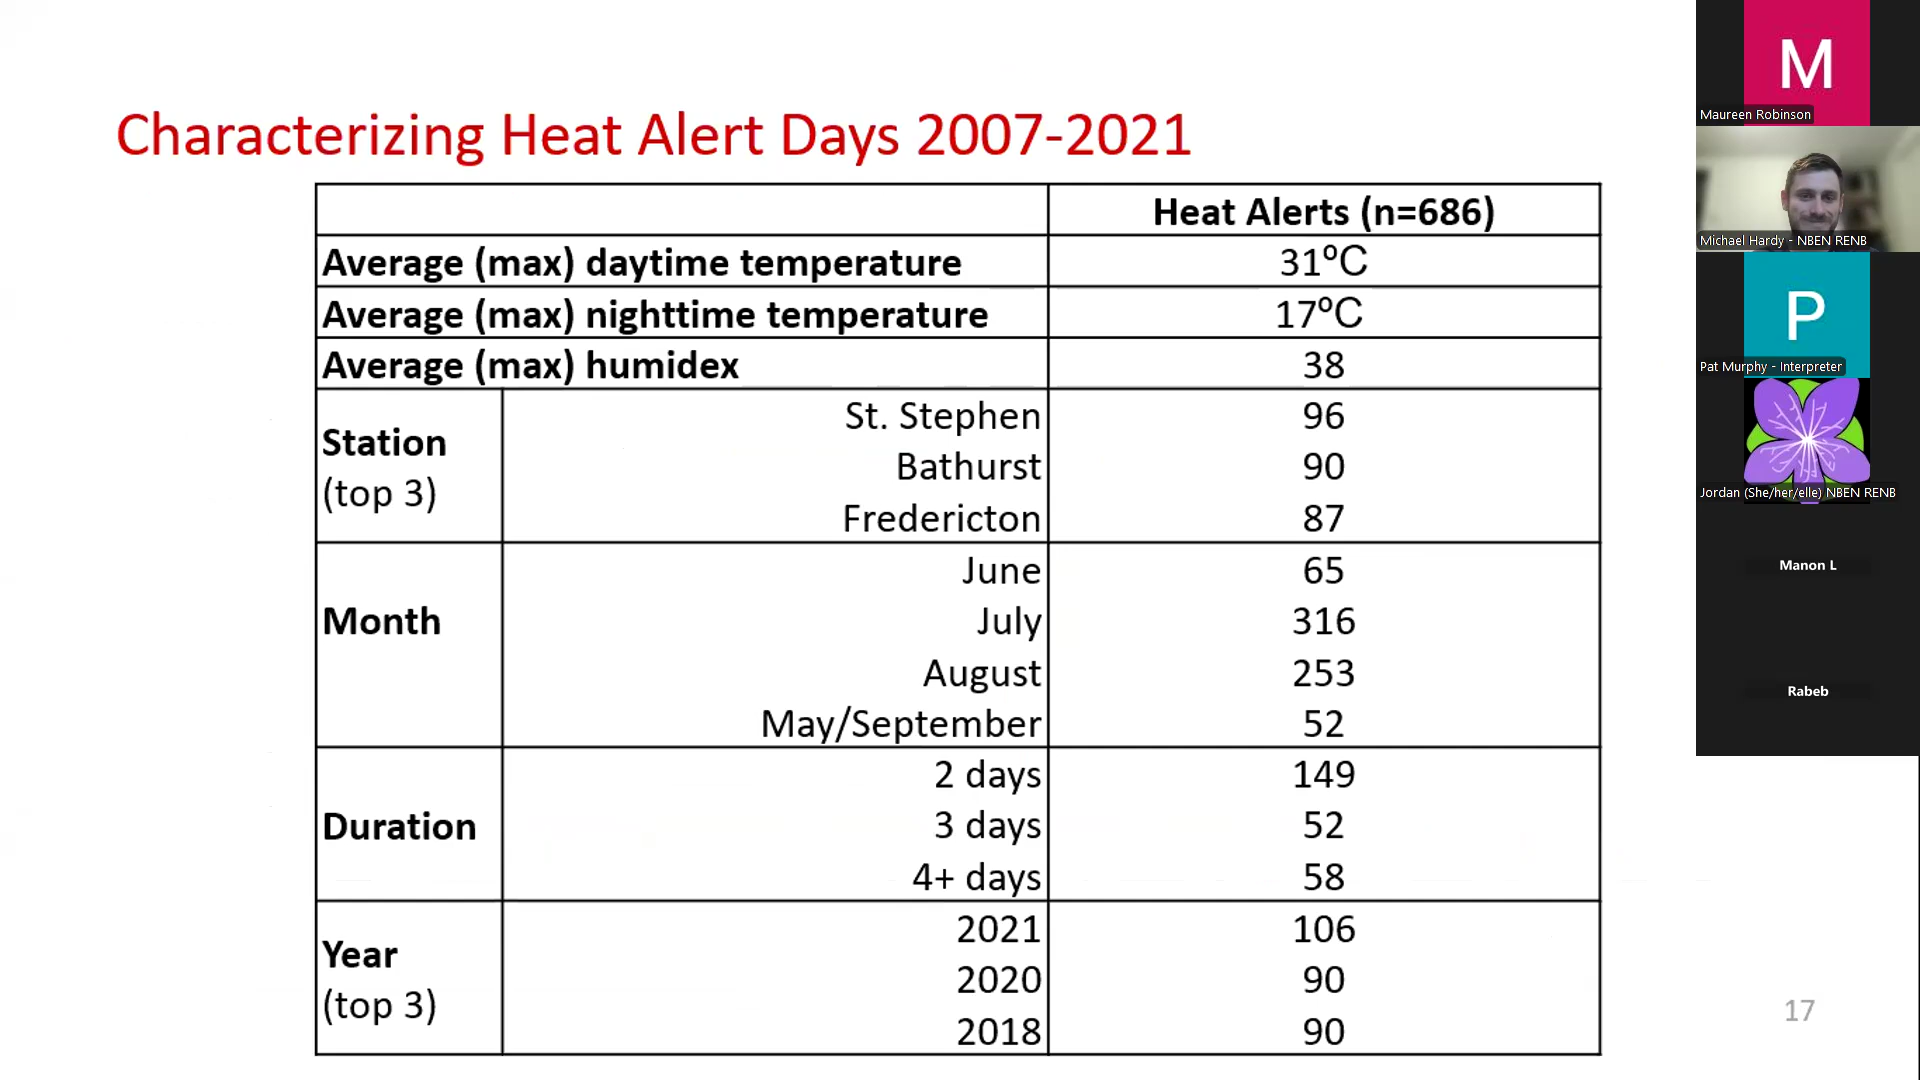 Characterizing Heat Alert Days 2007-2021
Heat Alerts (n=686)
Average (max) daytime temperature 31ºC
Average (max) nighttime temperature 17ºC
Average (max) humidex 38
Station
(top 3)
St. Stephen 96
Bathurst 90
Fredericton 87
Month
June 65
July 316
August 253
May/September 52
Duration
2 days 149
3 days 52
4+ days 58
Year
(top 3)
2021 106
2020 90
2018 90
17
M
Maureen Robinson
Michael Hardy - NBEN RENB
P
Pat Murphy - Interpreter
Jordan (She/her/elle) NBEN RENB
Manon L
Rabeb